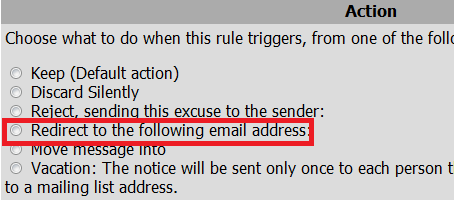 Action
Choose what to do when this rule triggers, from one of the follo
Keep (Default action)
Discard Silently
Reject, sending this excuse to the sender:
Redirect to the following email address:
Move message into
Vacation: The notice will be sent only once to each person t
to a mailing list address.